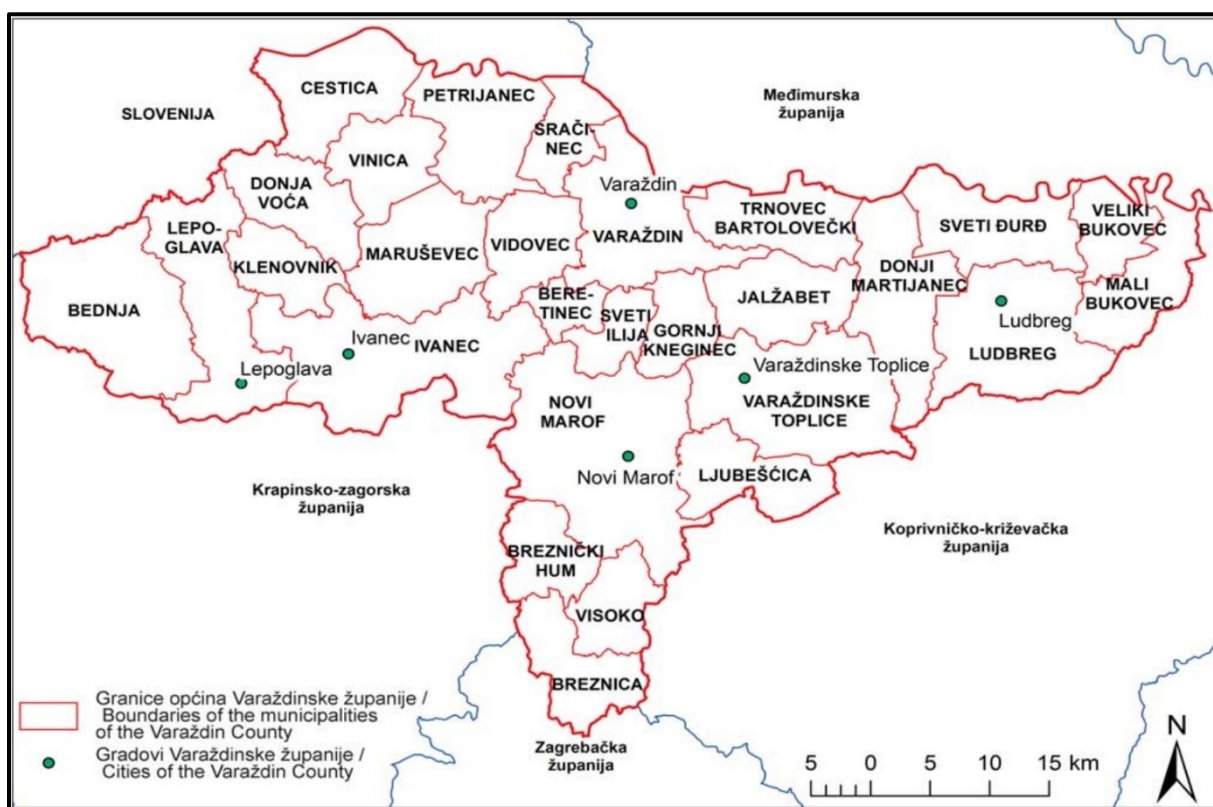 CESTICA
PETRIJANEC
SLOVENIJA
Međimurska
županija
SRAČI-
NEC
VINICA
DONJA
VOĆA
Varaždin
LEPO-
GLAVA
TRNOVEC
BARTOLOVEČKI
SVETI ĐURĐ
VELIKI
BUKOVEC
VARAŽDIN
MARUŠEVEC
VIDOVEC
KLENOVNIK
DONJI
MARTIJANEC
MALI
BUKOVEC
BEDNJA
BERE-
TINEC
SVETI
ILIJA
GORNJI
KNEGINEC
JALŽABET
Ludbreg
Ivanec
IVANEC
LUDBREG
Lepoglava
Varaždinske Toplice
NOVI
MAROF
VARAŽDINSKE
TOPLICE
Novi Marof
LJUBEŠĆICA
Krapinsko-zagorska
županija
Koprivničko-križevačka
županija
BREZNIČKI
HUM
VISOKO
BREZNICA
Zagrebačka
županija
Granice općina Varaždinske županije /
Boundaries of the municipalities
of the Varaždin County
Gradovi Varaždinske županije /
Cities of the Varaždin County
5 0 5 10 15 km
N